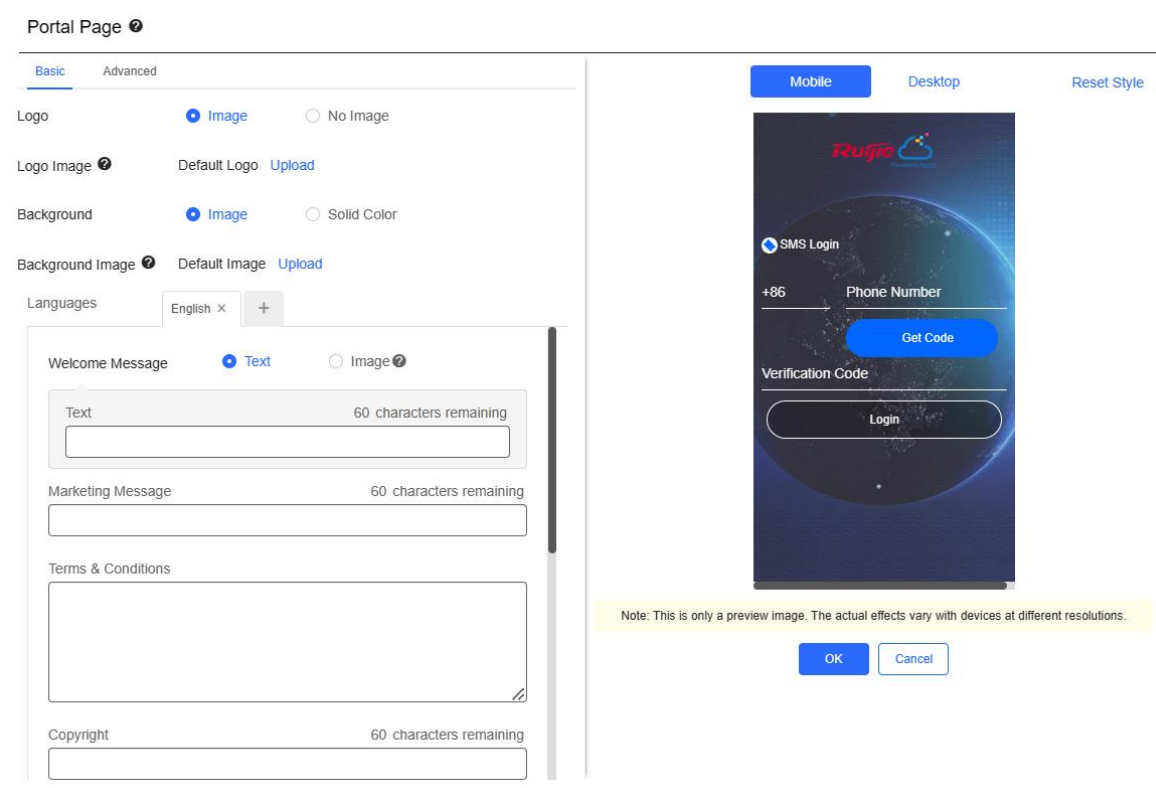 Portal Page
Basic Advanced
Logo Image No Image
Logo Image Default Logo Upload
Background Image Solid Color
Background Image Default Image Upload
Languages English × +
Welcome Message Text Image
Text 60 characters remaining
Marketing Message 60 characters remaining
Terms & Conditions
Copyright 60 characters remaining
Mobile Desktop Reset Style
Ruijie
SMS Login
+86 Phone Number
Get Code
Verification Code
Login
Note: This is only a preview image. The actual effects vary with devices at different resolutions.
OK Cancel